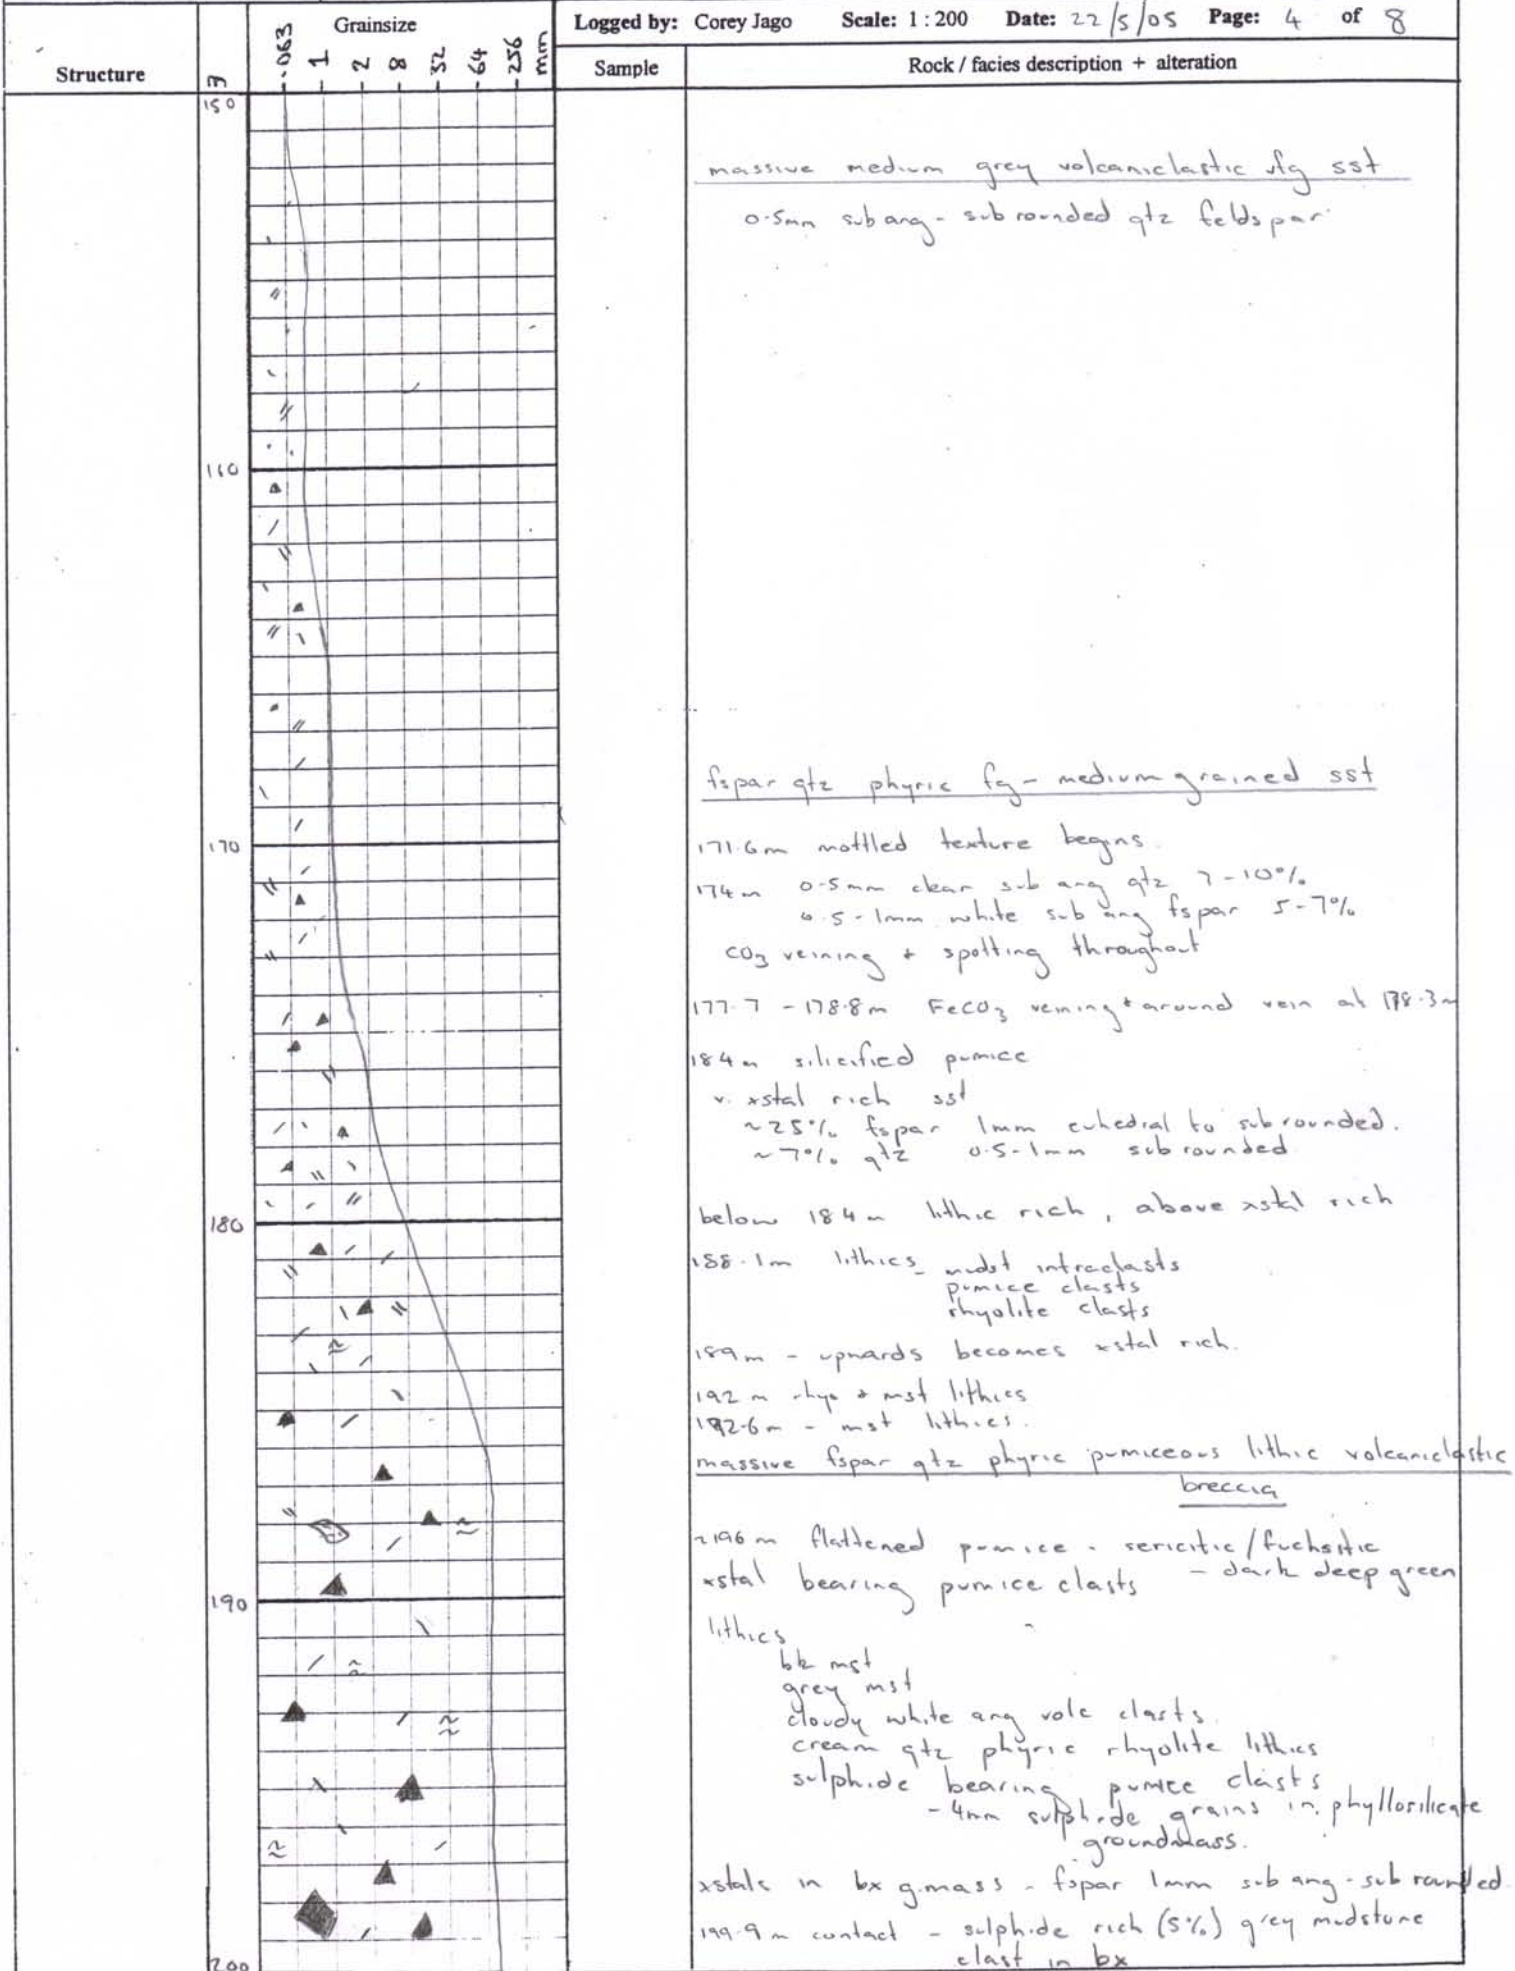 Structure
m
Grainsize
.063
1
2
8
32
64
256
mm
Logged by: Corey Jago Scale: 1 : 200 Date: 22/5/05 Page: 4 of 8
Sample
Rock / facies description + alteration
150
massive medium grey volcaniclastic vfg sst
0.5mm sub ang - sub rounded qtz feldspar
160
fspar qtz phyric fg - medium grained sst
170
171.6m mottled texture begins
174m 0.5mm clear sub ang qtz 7-10%
0.5-1mm white sub ang fspar 5-7%
CO3 veining + spotting throughout
177.7 - 178.8m FeCO3 veining + around vein at 178.3m
184m silicified pumice
v. xstal rich sst
~25% fspar 1mm euhedral to sub rounded.
~7% qtz 0.5-1mm sub rounded
below 184m lithic rich, above xstal rich
180
188.1m lithics - mudst intraclasts
pumice clasts
rhyolite clasts
189m - upwards becomes xstal rich.
192m rhyo + mst lithics
192.6m - mst lithics.
massive fspar qtz phyric pumiceous lithic volcaniclastic
breccia
~196m flattened pumice - sericitic/fuchsitic
xstal bearing pumice clasts - dark deep green
190
lithics
bk mst
grey mst
cloudy white ang volc clasts.
cream qtz phyric rhyolite lithics
sulphide bearing pumice clasts
- 4mm sulphide grains in phyllosilicate
groundmass.
xstals in bx g.mass - fspar 1mm sub ang - sub rounded
199.9m contact - sulphide rich (5%) grey mudstone
clast in bx
200